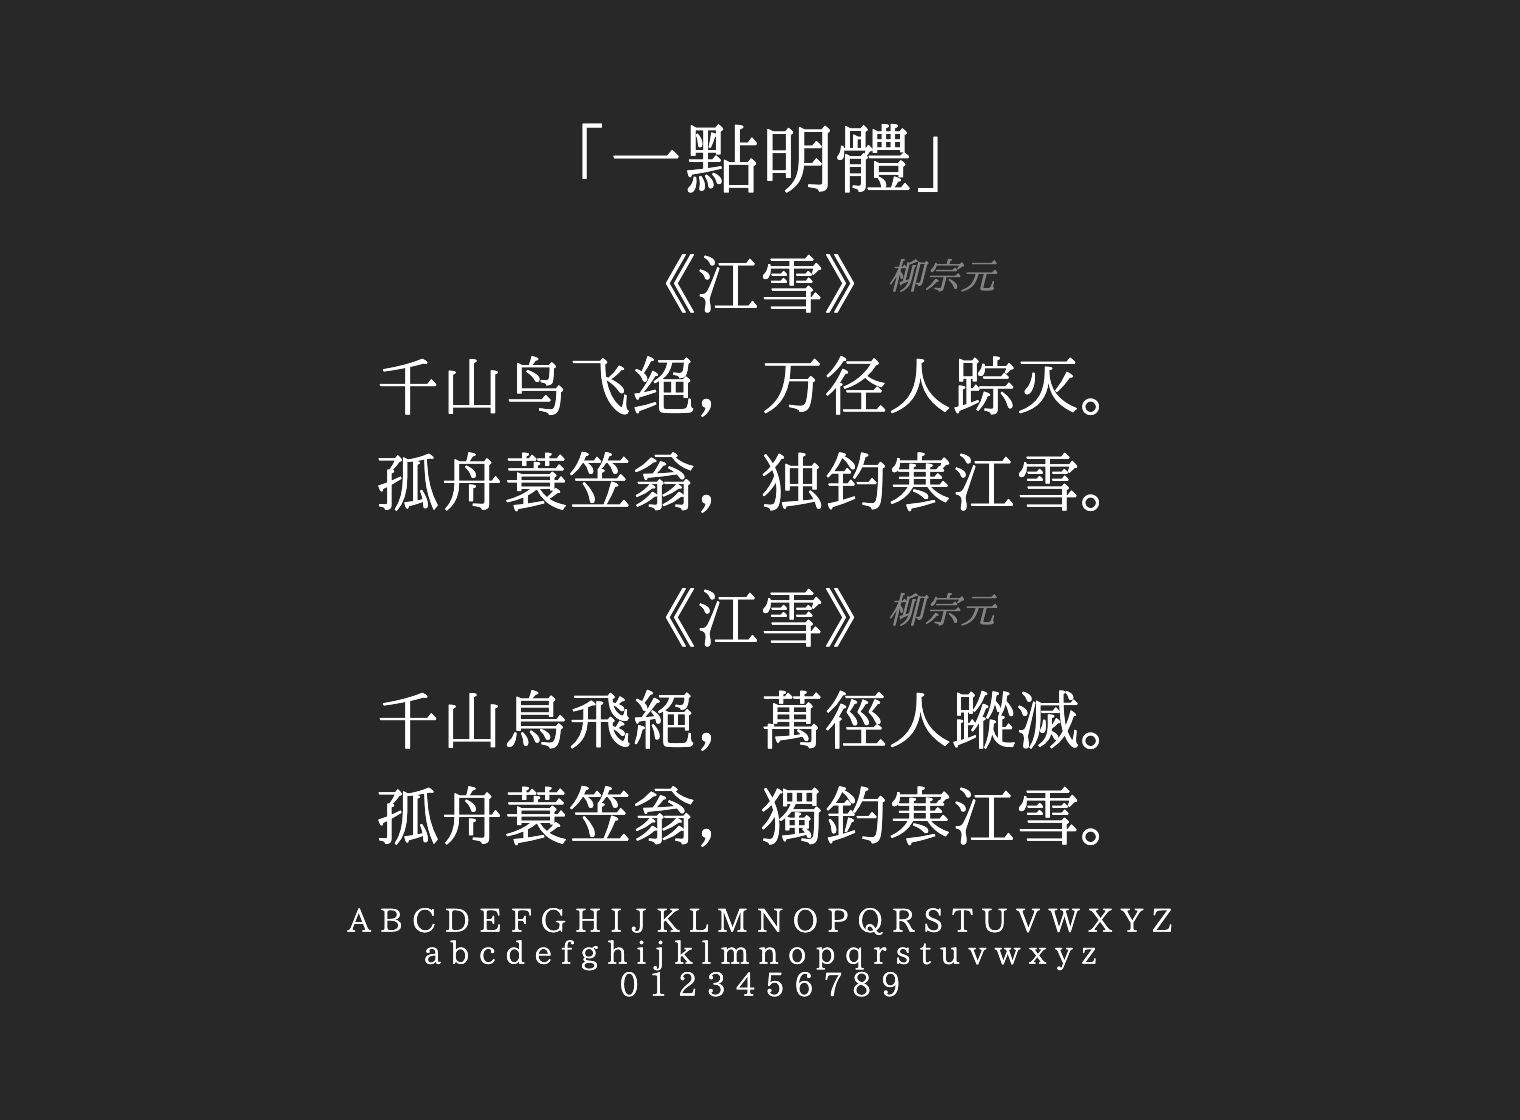 「一點明體」
《江雪》 柳宗元
千山鸟飞绝，万径人踪灭。
孤舟蓑笠翁，独釣寒江雪。
《江雪》 柳宗元
千山鳥飛絕，萬徑人蹤滅。
孤舟蓑笠翁，獨釣寒江雪。
A B C D E F G H I J K L M N O P Q R S T U V W X Y Z
a b c d e f g h i j k l m n o p q r s t u v w x y z
0 1 2 3 4 5 6 7 8 9